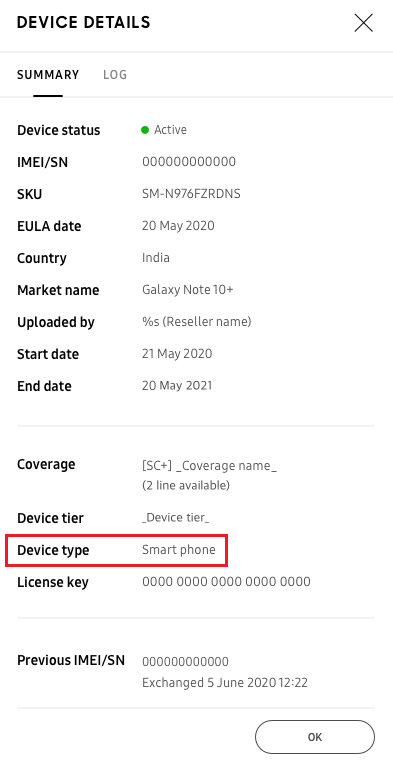 DEVICE DETAILS
SUMMARY LOG
Device status Active
IMEI/SN 000000000000
SKU SM-N976FZRDNS
EULA date 20 May 2020
Country India
Market name Galaxy Note 10+
Uploaded by %s (Reseller name)
Start date 21 May 2020
End date 20 May 2021
Coverage [SC+] _Coverage name_
(2 line available)
Device tier _Device tier_
Device type Smart phone
License key 0000 0000 0000 0000 0000
Previous IMEI/SN 000000000000
Exchanged 5 June 2020 12:22
OK